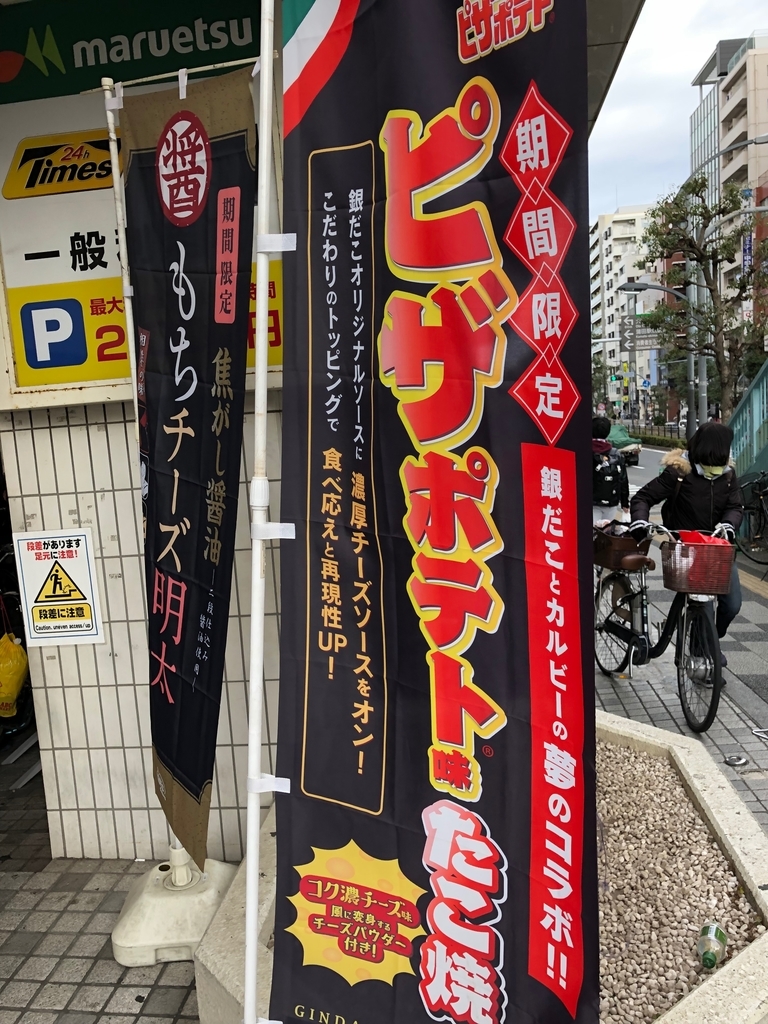 maruetsu
24h
Times
一般
P
最大
2
時間
円
段差があります
足元に注意!
段差に注意
Caution, uneven access/up
醤
期間限定
焦がし醤油
もちチーズ明太
ピザポテト
期間限定
銀だことカルビーの夢のコラボ!!
ピザポテト®味
たこ焼
銀だこオリジナルソースに濃厚チーズソースをオン!
こだわりのトッピングで食べ応えと再現性UP!
コク濃チーズ味
風に変身する
チーズパウダー
付き!
GINDA